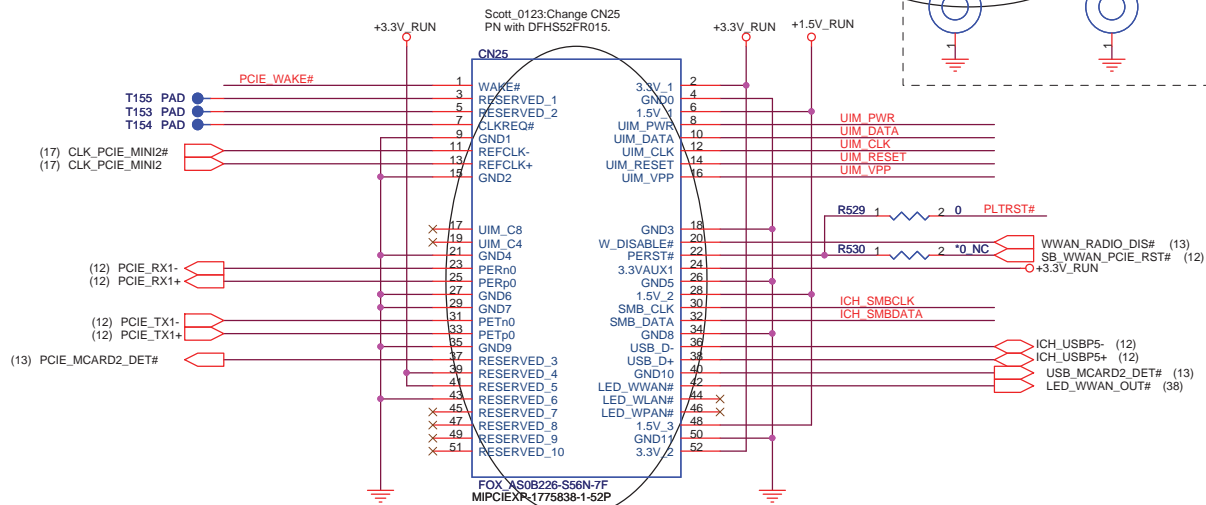 Scott_0123:Change CN25
PN with DFHS52FR015.
+3.3V_RUN
+3.3V_RUN
+1.5V_RUN
1
1
CN25
PCIE_WAKE# 1 WAKE# 3.3V_1 2
T155 PAD 3 RESERVED_1 GND0 4
T153 PAD 5 RESERVED_2 1.5V_1 6
T154 PAD 7 CLKREQ# UIM_PWR 8 UIM_PWR
9 GND1 UIM_DATA 10 UIM_DATA
(17) CLK_PCIE_MINI2# 11 REFCLK- UIM_CLK 12 UIM_CLK
(17) CLK_PCIE_MINI2 13 REFCLK+ UIM_RESET 14 UIM_RESET
15 GND2 UIM_VPP 16 UIM_VPP
R529 1 2 0 PLTRST#
17 UIM_C8 GND3 18
19 UIM_C4 W_DISABLE# 20 WWAN_RADIO_DIS# (13)
21 GND4 PERST# 22 R530 1 2 *0_NC SB_WWAN_PCIE_RST# (12)
(12) PCIE_RX1- 23 PERn0 3.3VAUX1 24 +3.3V_RUN
(12) PCIE_RX1+ 25 PERp0 GND5 26
27 GND6 1.5V_2 28
29 GND7 SMB_CLK 30 ICH_SMBCLK
(12) PCIE_TX1- 31 PETn0 SMB_DATA 32 ICH_SMBDATA
(12) PCIE_TX1+ 33 PETp0 GND8 34
35 GND9 USB_D- 36 ICH_USBP5- (12)
(13) PCIE_MCARD2_DET# 37 RESERVED_3 USB_D+ 38 ICH_USBP5+ (12)
39 RESERVED_4 GND10 40 USB_MCARD2_DET# (13)
41 RESERVED_5 LED_WWAN# 42 LED_WWAN_OUT# (38)
43 RESERVED_6 LED_WLAN# 44
45 RESERVED_7 LED_WPAN# 46
47 RESERVED_8 1.5V_3 48
49 RESERVED_9 GND11 50
51 RESERVED_10 3.3V_2 52
FOX_AS0B226-S56N-7F
MIPCIEXP-1775838-1-52P